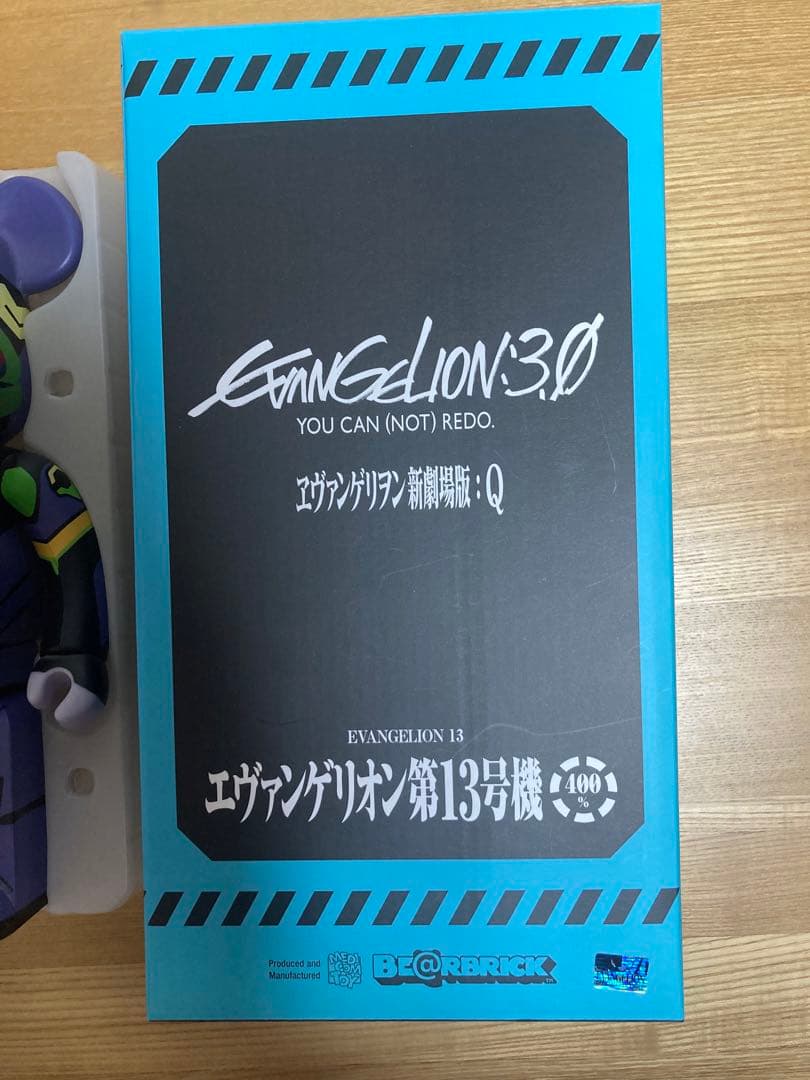 EVANGELION:3.0
YOU CAN (NOT) REDO.
ヱヴァンゲリヲン新劇場版:Q
EVANGELION 13
エヴァンゲリオン第13号機
400%
Produced and
Manufactured
MEDICOM TOY
BE@RBRICK™
EVANGELION